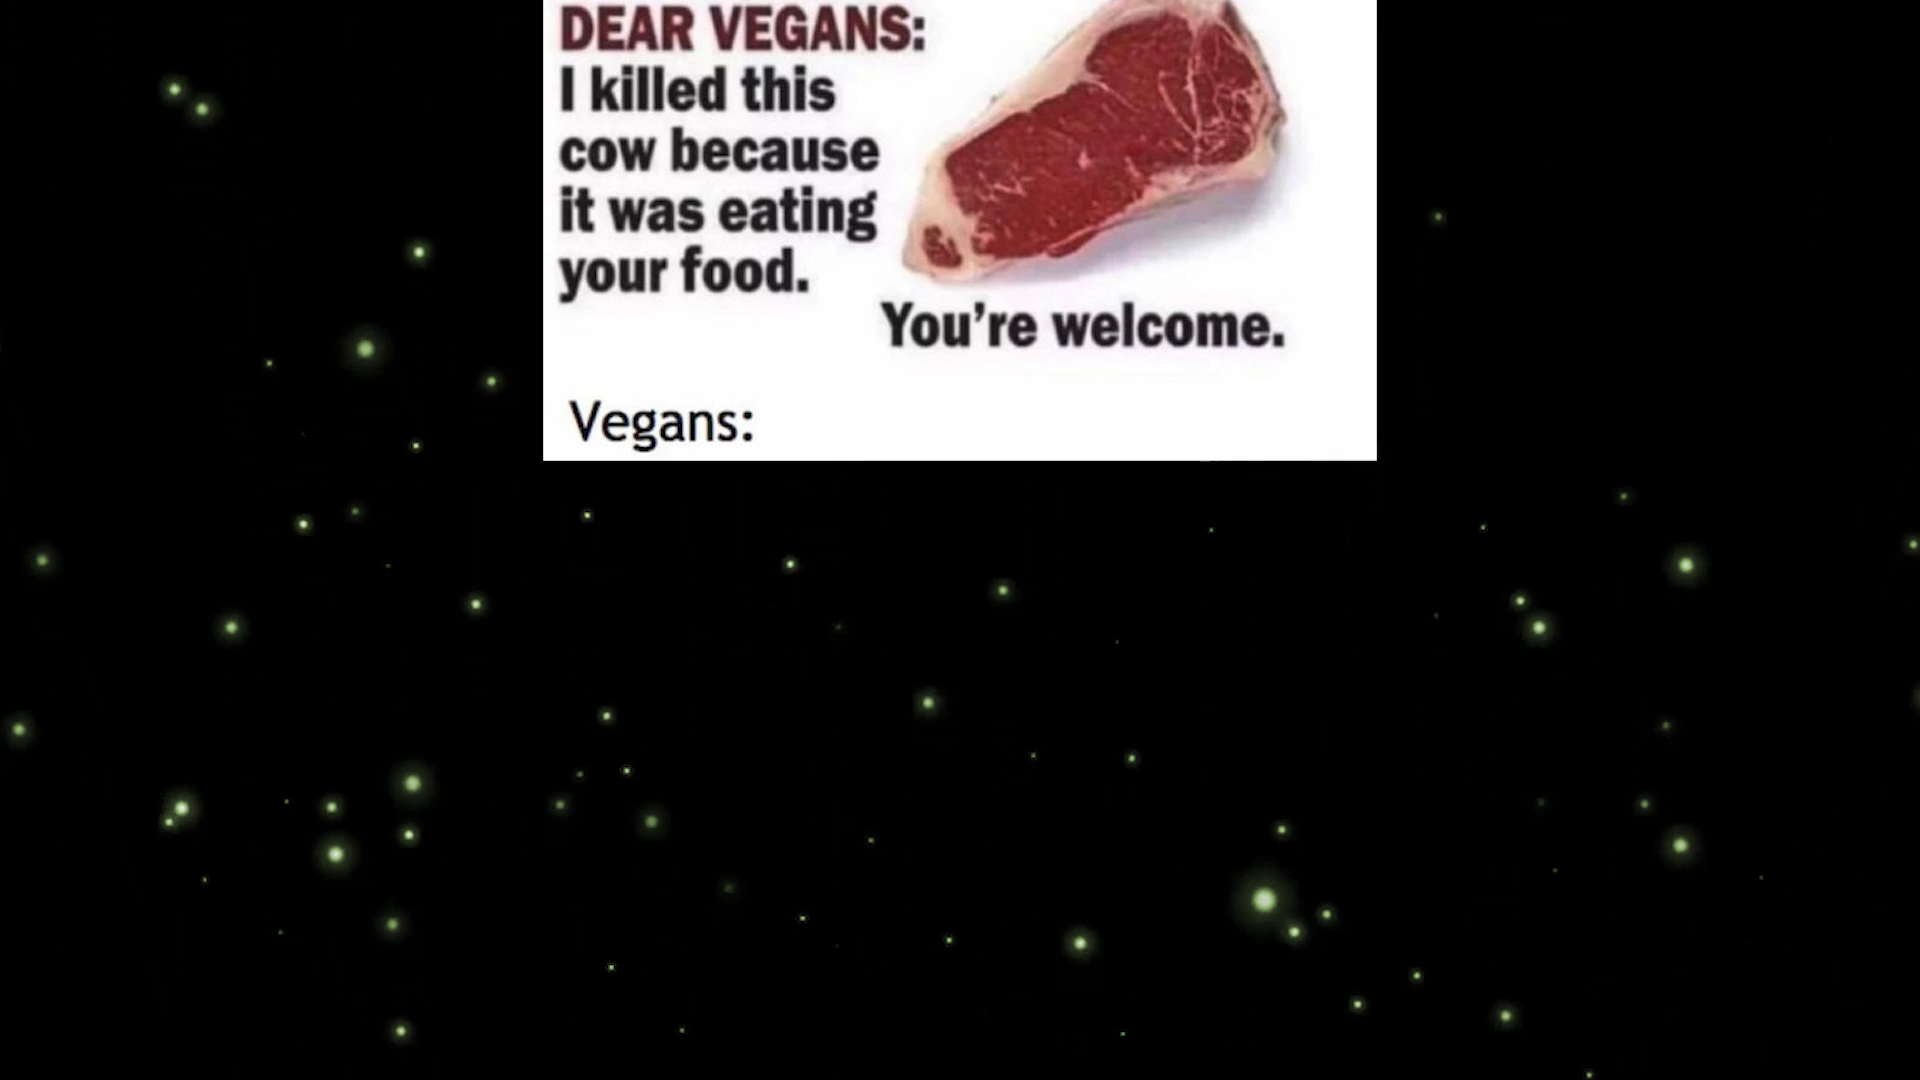 DEAR VEGANS:
I killed this
cow because
it was eating
your food.
You're welcome.
Vegans: